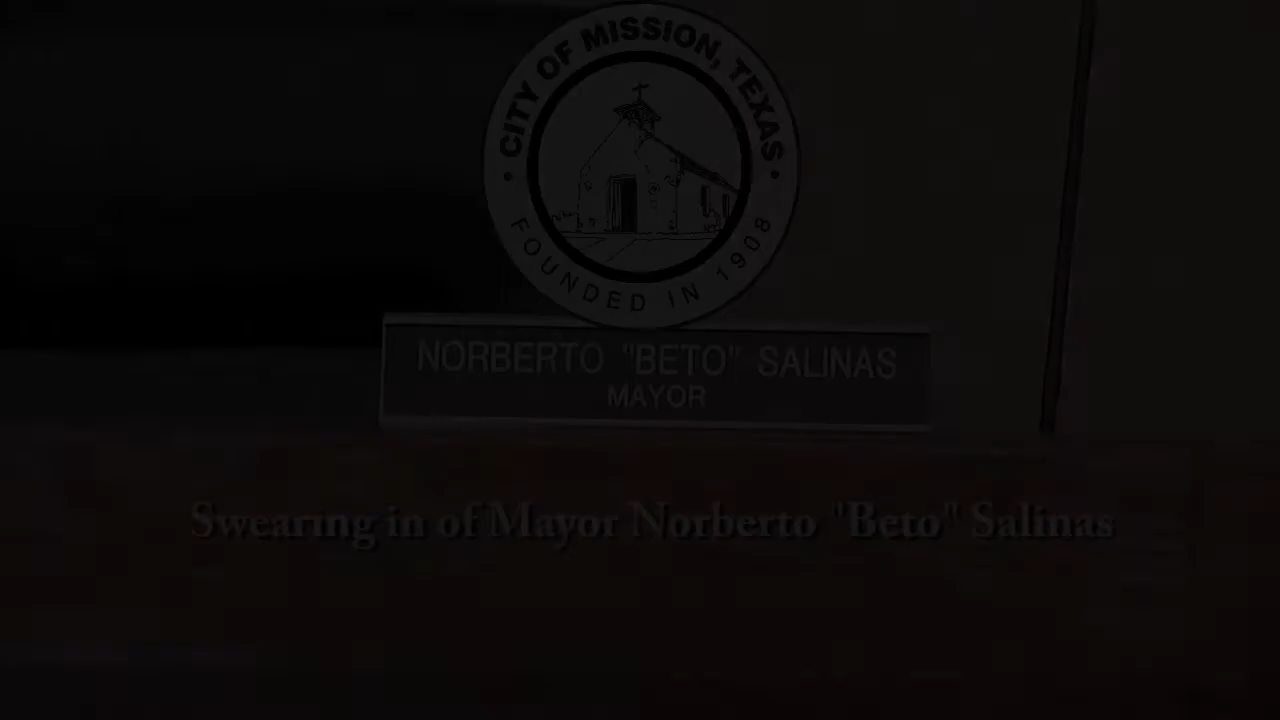 CITY OF MISSION, TEXAS
FOUNDED IN 1908
NORBERTO "BETO" SALINAS
MAYOR
Swearing in of Mayor Norberto "Beto" Salinas